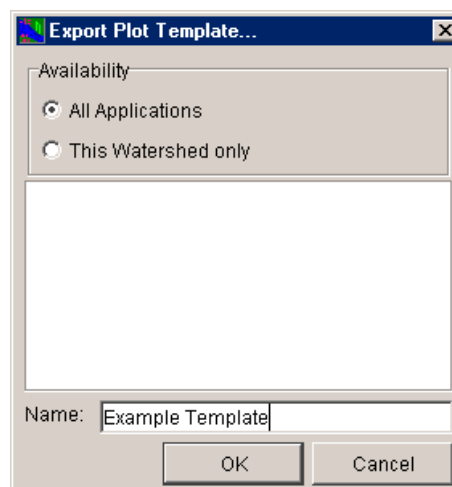 Export Plot Template...
Availability
All Applications
This Watershed only
Name: Example Template
OK Cancel